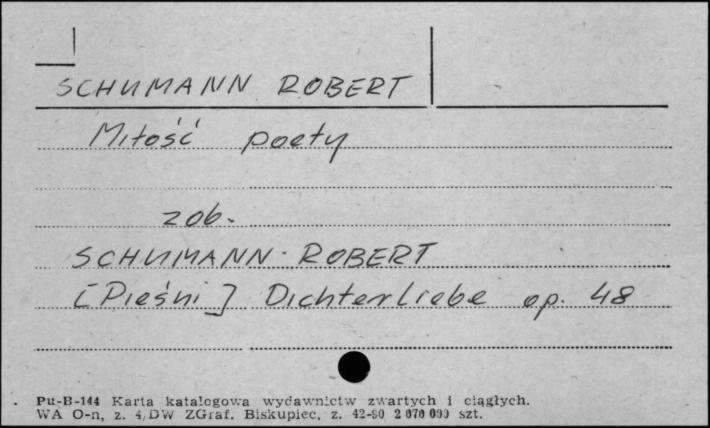 SCHUMANN ROBERT
Miłość poety
zob.
SCHUMANN ROBERT
[Pieśni] Dichterliebe op. 48
Pu-B-144 Karta katalogowa wydawnictw zwartych i ciągłych.
WA O-n, z. 4/DW ZGraf. Biskupiec, z. 42-80 2 070 000 szt.